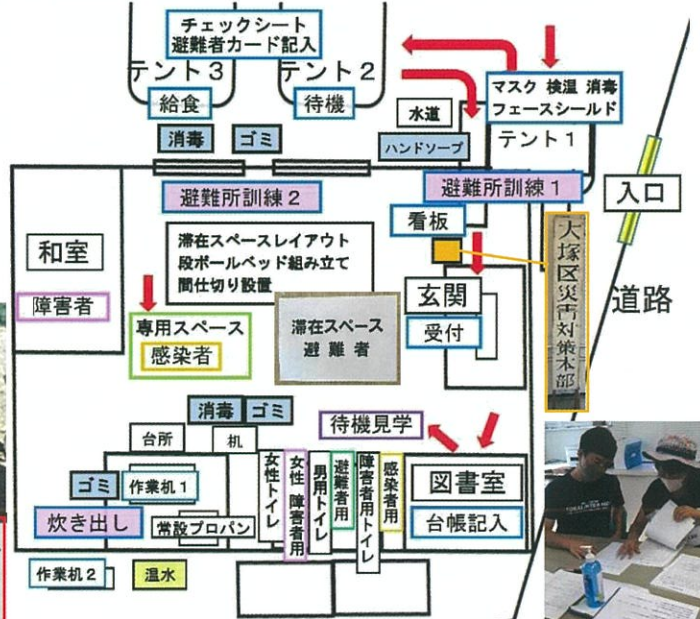 チェックシート
避難者カード記入
テント3
テント2
給食
待機
消毒
ゴミ
水道
ハンドソープ
マスク 検温 消毒
フェースシールド
テント1
避難所訓練2
避難所訓練1
入口
道路
看板
大塚区災害対策本部
和室
障害者
滞在スペースレイアウト
段ボールベッド組み立て
間仕切り設置
玄関
受付
専用スペース
感染者
滞在スペース
避難者
消毒
ゴミ
待機見学
台所
机
ゴミ
作業机1
炊き出し
常設プロパン
女性トイレ
女性 障害者用
男用トイレ
避難者用
障害者用トイレ
感染者用
図書室
台帳記入
作業机2
温水